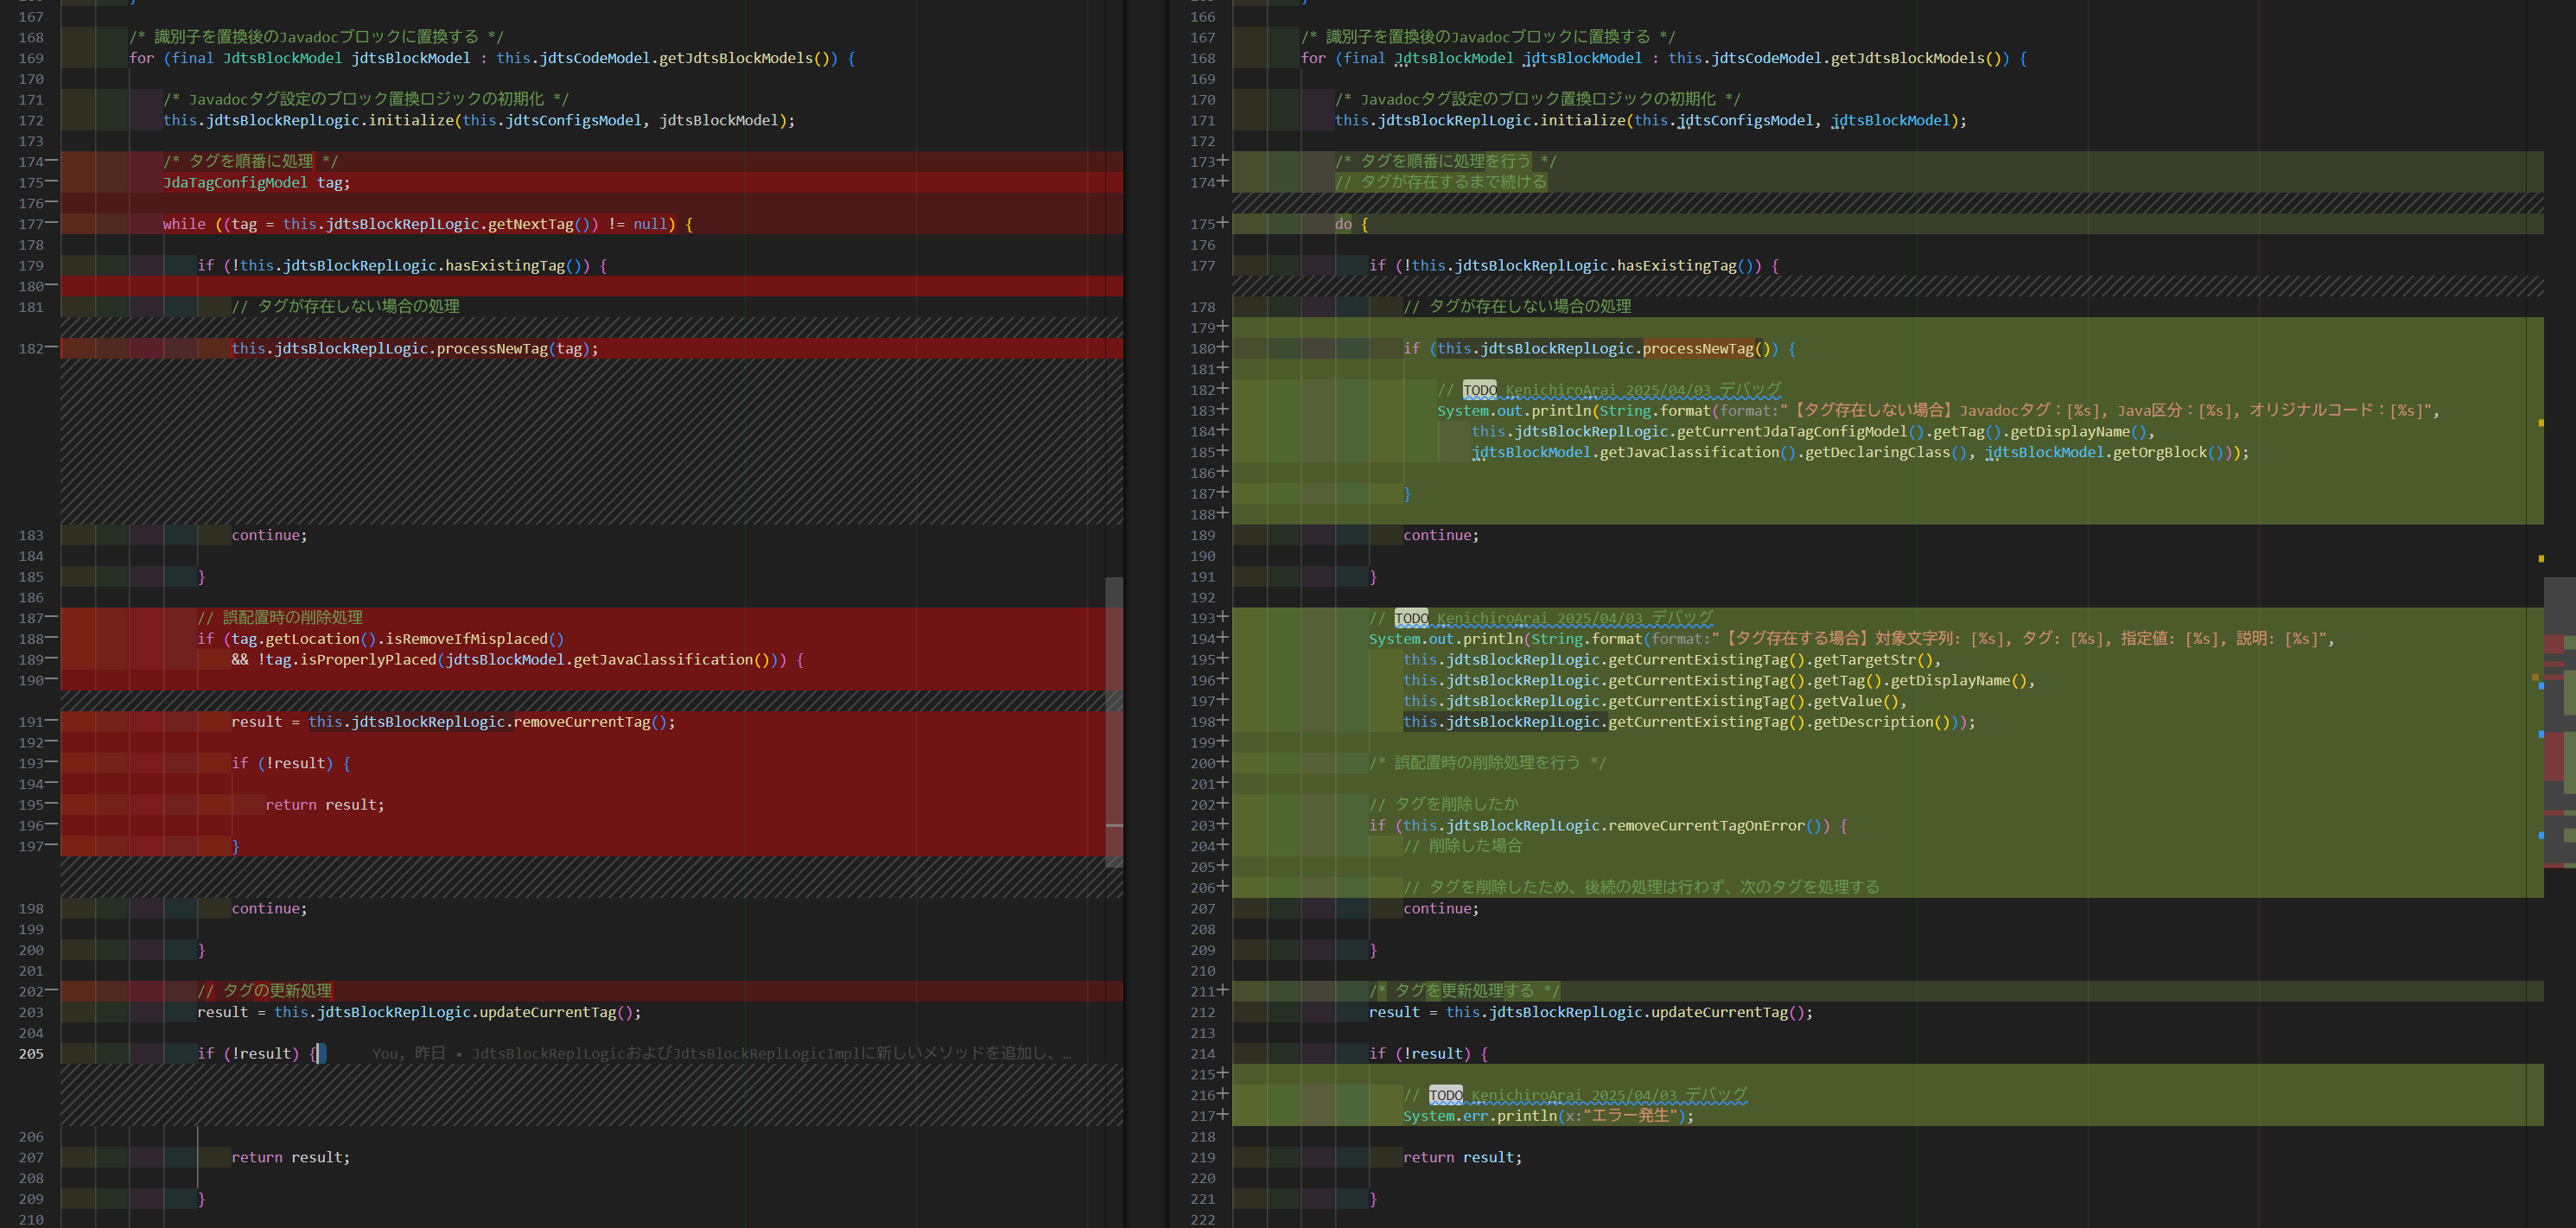 167
168 /* 識別子を置換後のJavadocブロックに置換する */
169 for (final JdtsBlockModel jdtsBlockModel : this.jdtsCodeModel.getJdtsBlockModels()) {
170
171 /* Javadocタグ設定のブロック置換ロジックの初期化 */
172 this.jdtsBlockReplLogic.initialize(this.jdtsConfigsModel, jdtsBlockModel);
173
174 /* タグを順番に処理 */
175 JdaTagConfigModel tag;
176
177 while ((tag = this.jdtsBlockReplLogic.getNextTag()) != null) {
178
179 if (!this.jdtsBlockReplLogic.hasExistingTag()) {
180
181 // タグが存在しない場合の処理
182 this.jdtsBlockReplLogic.processNewTag(tag);
183 continue;
184
185 }
186
187 // 誤配置時の削除処理
188 if (tag.getLocation().isRemoveIfMisplaced()
189 && !tag.isProperlyPlaced(jdtsBlockModel.getJavaClassification())) {
190
191 result = this.jdtsBlockReplLogic.removeCurrentTag();
192
193 if (!result) {
194
195 return result;
196
197 }
198 continue;
199
200 }
201
202 // タグの更新処理
203 result = this.jdtsBlockReplLogic.updateCurrentTag();
204
205 if (!result) { You, 昨日 • JdtsBlockReplLogicおよびJdtsBlockReplLogicImplに新しいメソッドを追加し、…
206
207 return result;
208
209 }
210
166
167 /* 識別子を置換後のJavadocブロックに置換する */
168 for (final JdtsBlockModel jdtsBlockModel : this.jdtsCodeModel.getJdtsBlockModels()) {
169
170 /* Javadocタグ設定のブロック置換ロジックの初期化 */
171 this.jdtsBlockReplLogic.initialize(this.jdtsConfigsModel, jdtsBlockModel);
172
173 /* タグを順番に処理を行う */
174 // タグが存在するまで続ける
175 do {
176
177 if (!this.jdtsBlockReplLogic.hasExistingTag()) {
178 // タグが存在しない場合の処理
179
180 if (this.jdtsBlockReplLogic.processNewTag()) {
181
182 // TODO KenichiroArai 2025/04/03 デバッグ
183 System.out.println(String.format(format:"【タグ存在しない場合】Javadocタグ：[%s], Java区分：[%s], オリジナルコード：[%s]",
184 this.jdtsBlockReplLogic.getCurrentJdaTagConfigModel().getTag().getDisplayName(),
185 jdtsBlockModel.getJavaClassification().getDeclaringClass(), jdtsBlockModel.getOrgBlock()));
186
187 }
188
189 continue;
190
191 }
192
193 // TODO KenichiroArai 2025/04/03 デバッグ
194 System.out.println(String.format(format:"【タグ存在する場合】対象文字列: [%s], タグ: [%s], 指定値: [%s], 説明: [%s]",
195 this.jdtsBlockReplLogic.getCurrentExistingTag().getTargetStr(),
196 this.jdtsBlockReplLogic.getCurrentExistingTag().getTag().getDisplayName(),
197 this.jdtsBlockReplLogic.getCurrentExistingTag().getValue(),
198 this.jdtsBlockReplLogic.getCurrentExistingTag().getDescription()));
199
200 /* 誤配置時の削除処理を行う */
201
202 // タグを削除したか
203 if (this.jdtsBlockReplLogic.removeCurrentTagOnError()) {
204 // 削除した場合
205
206 // タグを削除したため、後続の処理は行わず、次のタグを処理する
207 continue;
208
209 }
210
211 /* タグを更新処理する */
212 result = this.jdtsBlockReplLogic.updateCurrentTag();
213
214 if (!result) {
215
216 // TODO KenichiroArai 2025/04/03 デバッグ
217 System.err.println(x:"エラー発生");
218
219 return result;
220
221 }
222